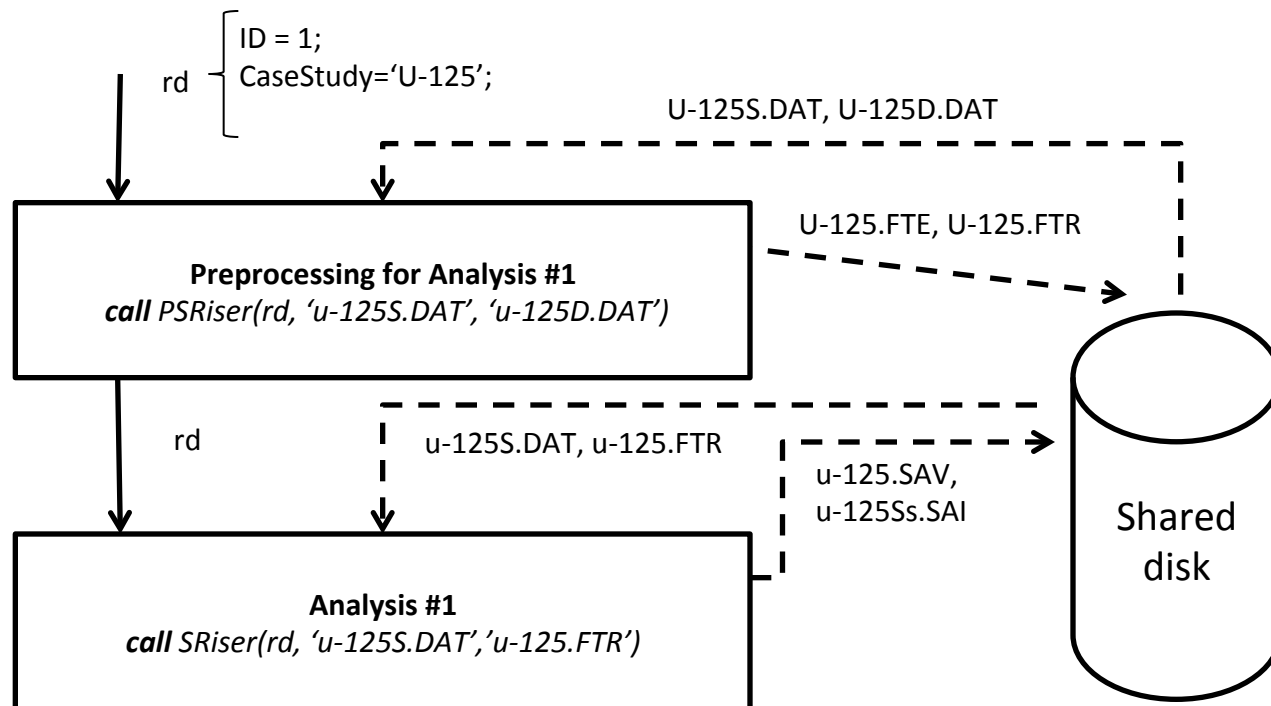 ID = 1;
rd
CaseStudy=‘U-125’;
U-125S.DAT, U-125D.DAT
U-125.FTE, U-125.FTR
Preprocessing for Analysis #1
call PSRiser(rd, ‘u-125S.DAT’, ‘u-125D.DAT’)
rd
u-125S.DAT, u-125.FTR
u-125.SAV,
u-125Ss.SAI
Shared
disk
Analysis #1
call SRiser(rd, ‘u-125S.DAT’,’u-125.FTR’)